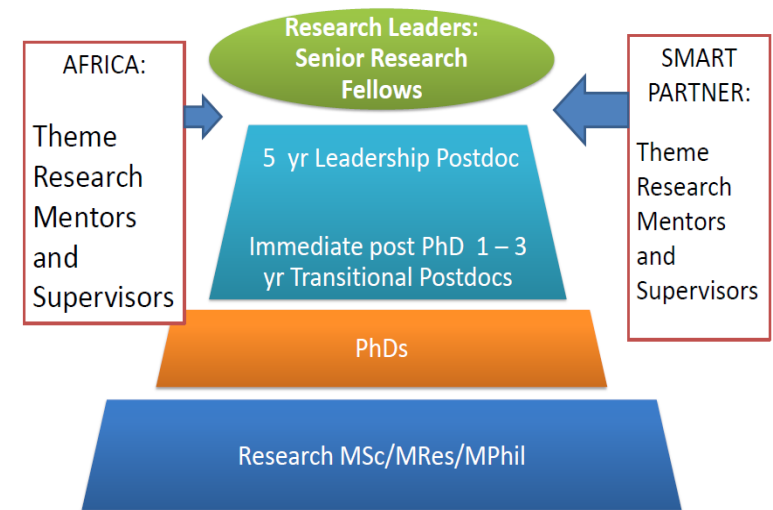 Research Leaders:
Senior Research
Fellows
AFRICA:
Theme
Research
Mentors
and
Supervisors
SMART
PARTNER:
Theme
Research
Mentors
and
Supervisors
5 yr Leadership Postdoc
Immediate post PhD 1 – 3
yr Transitional Postdocs
PhDs
Research MSc/MRes/MPhil